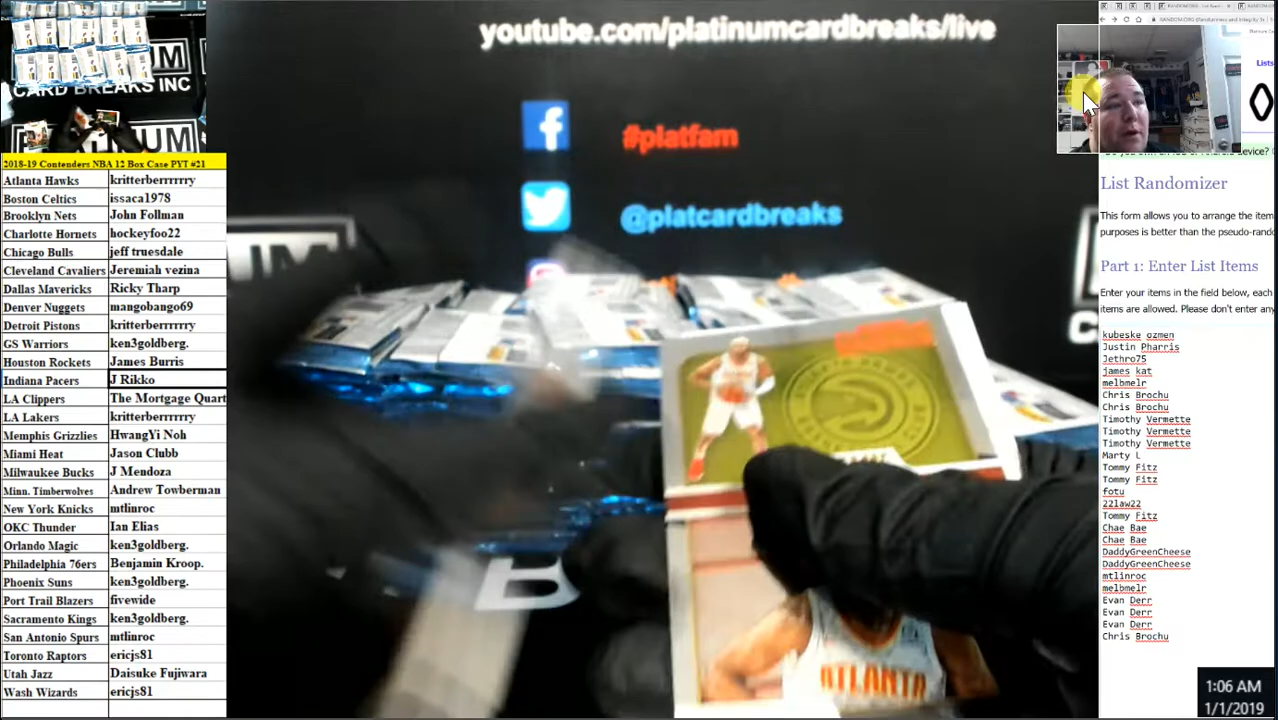 youtube.com/platinumcardbreaks/live
#platfam
@platcardbreaks
CARD BREAKS INC
2018-19 Contenders NBA 12 Box Case PYT #21
Atlanta Hawks kritterberrrrrry
Boston Celtics issaca1978
Brooklyn Nets John Follman
Charlotte Hornets hockeyfoo22
Chicago Bulls jeff truesdale
Cleveland Cavaliers Jeremiah vezina
Dallas Mavericks Ricky Tharp
Denver Nuggets mangobango69
Detroit Pistons kritterberrrrrry
GS Warriors ken3goldberg.
Houston Rockets James Burris
Indiana Pacers J Rikko
LA Clippers The Mortgage Quart
LA Lakers kritterberrrrrry
Memphis Grizzlies HwangYi Noh
Miami Heat Jason Clubb
Milwaukee Bucks J Mendoza
Minn. Timberwolves Andrew Towberman
New York Knicks mtlinroc
OKC Thunder Ian Elias
Orlando Magic ken3goldberg.
Philadelphia 76ers Benjamin Kroop.
Phoenix Suns ken3goldberg.
Port Trail Blazers fivewide
Sacramento Kings ken3goldberg.
San Antonio Spurs mtlinroc
Toronto Raptors ericjs81
Utah Jazz Daisuke Fujiwara
Wash Wizards ericjs81
ATLANTA
Lists
List Randomizer
This form allows you to arrange the item
purposes is better than the pseudo-rando
Part 1: Enter List Items
Enter your items in the field below, each
items are allowed. Please don't enter any
kubeske ozmen
Justin Pharris
Jethro75
james kat
melbmelr
Chris Brochu
Chris Brochu
Timothy Vermette
Timothy Vermette
Timothy Vermette
Marty L
Tommy Fitz
Tommy Fitz
fotu
22law22
Tommy Fitz
Chae Bae
Chae Bae
DaddyGreenCheese
DaddyGreenCheese
mtlinroc
melbmelr
Evan Derr
Evan Derr
Evan Derr
Chris Brochu
1:06 AM
1/1/2019